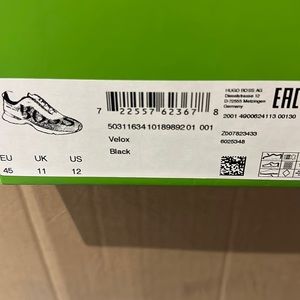 HUGO BOSS AG
Dieselstrasse 12
D-72555 Metzingen
Germany
EAC
7 22557 62367 8
2001 4900624113 00130
50311634 10189892 01 001
Velox
Black
Zb07823433
6025348
EU UK US
45 11 12